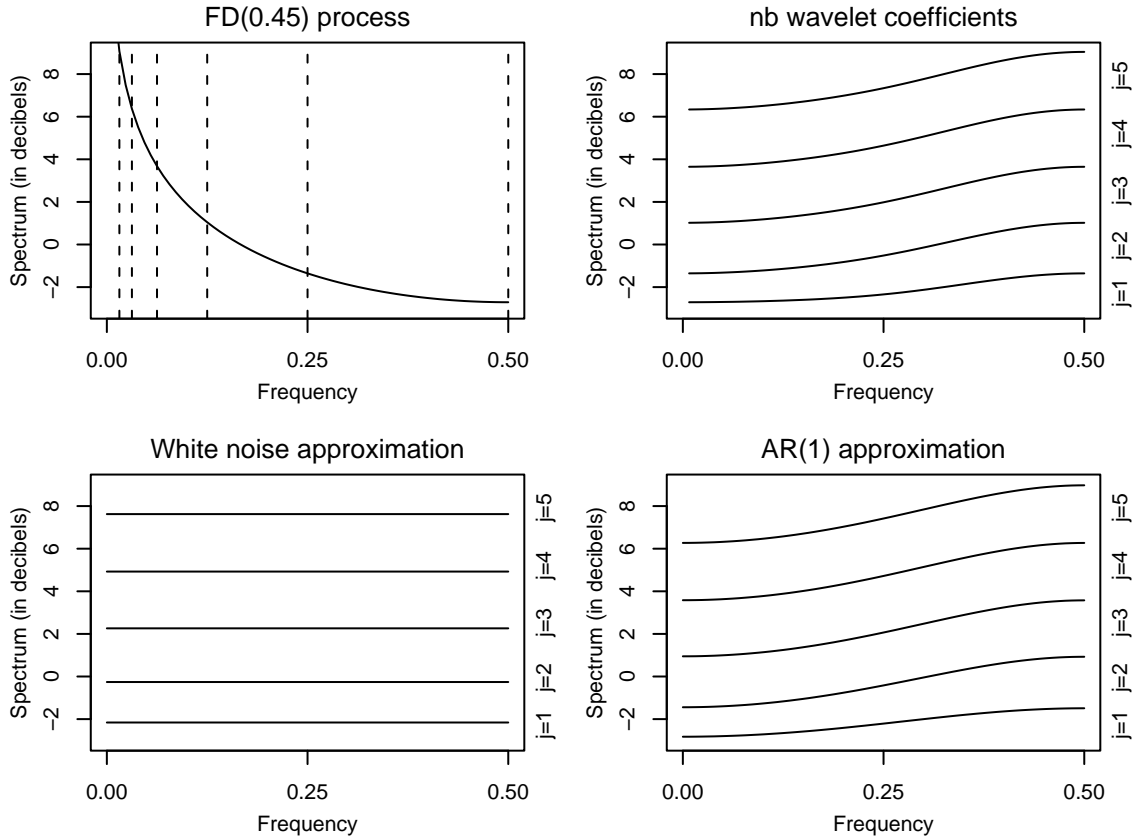 FD(0.45) process
Spectrum (in decibels)
8
6
4
2
0
−2
0.00 0.25 0.50
Frequency
nb wavelet coefficients
Spectrum (in decibels)
8
6
4
2
0
−2
j=5
j=4
j=3
j=2
j=1
0.00 0.25 0.50
Frequency
White noise approximation
Spectrum (in decibels)
8
6
4
2
0
−2
j=5
j=4
j=3
j=2
j=1
0.00 0.25 0.50
Frequency
AR(1) approximation
Spectrum (in decibels)
8
6
4
2
0
−2
j=5
j=4
j=3
j=2
j=1
0.00 0.25 0.50
Frequency